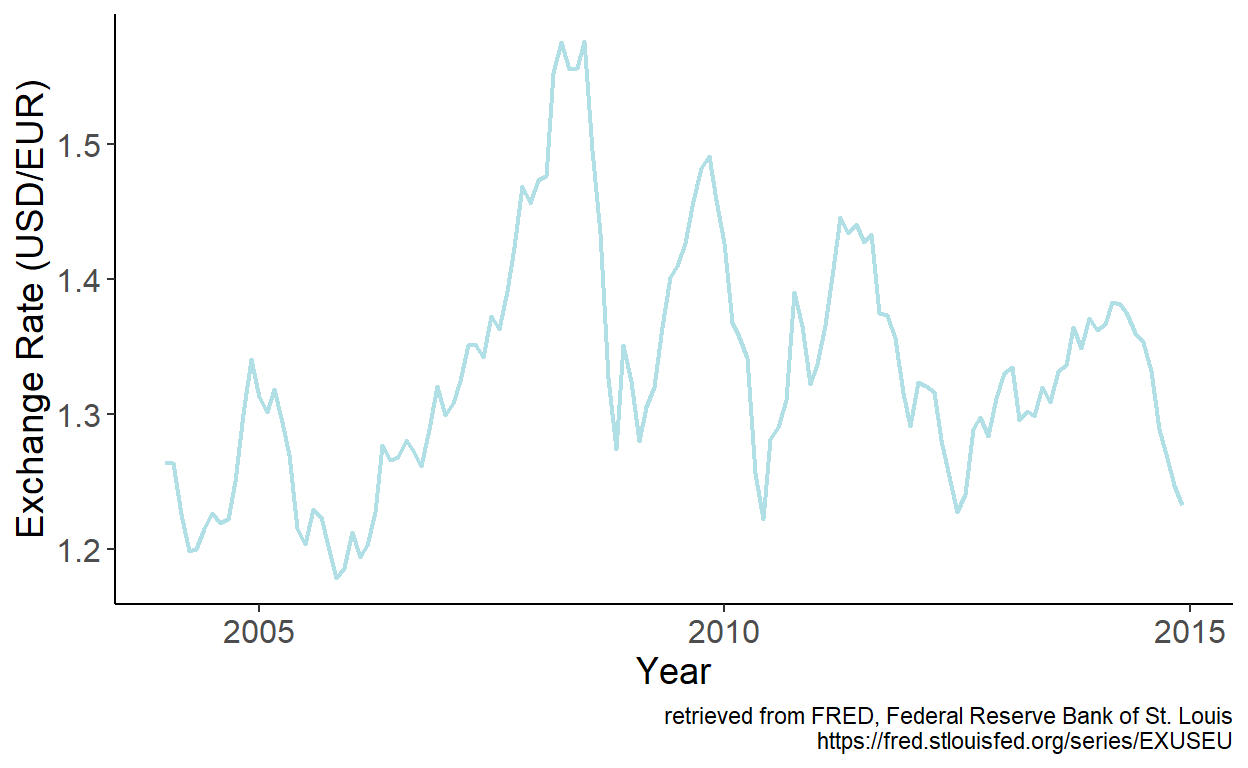 Exchange Rate (USD/EUR)
1.5
1.4
1.3
1.2
2005 2010 2015
Year
retrieved from FRED, Federal Reserve Bank of St. Louis
https://fred.stlouisfed.org/series/EXUSEU